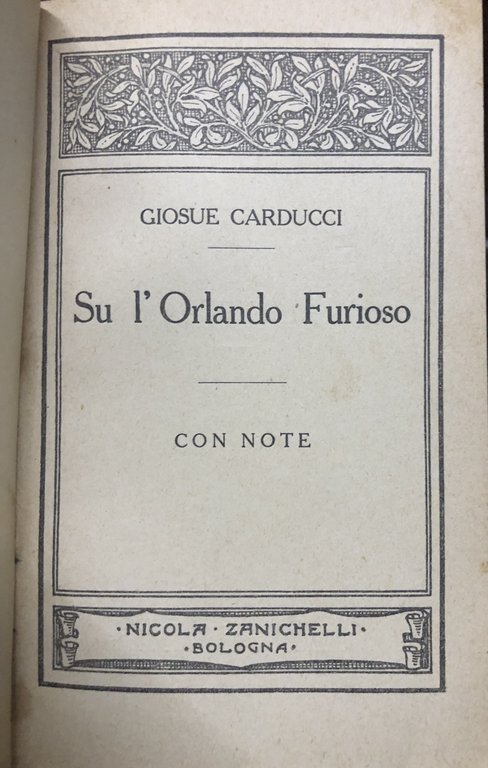 GIOSUE CARDUCCI
Su l' Orlando Furioso
CON NOTE
·NICOLA · ZANICHELLI·
·BOLOGNA·